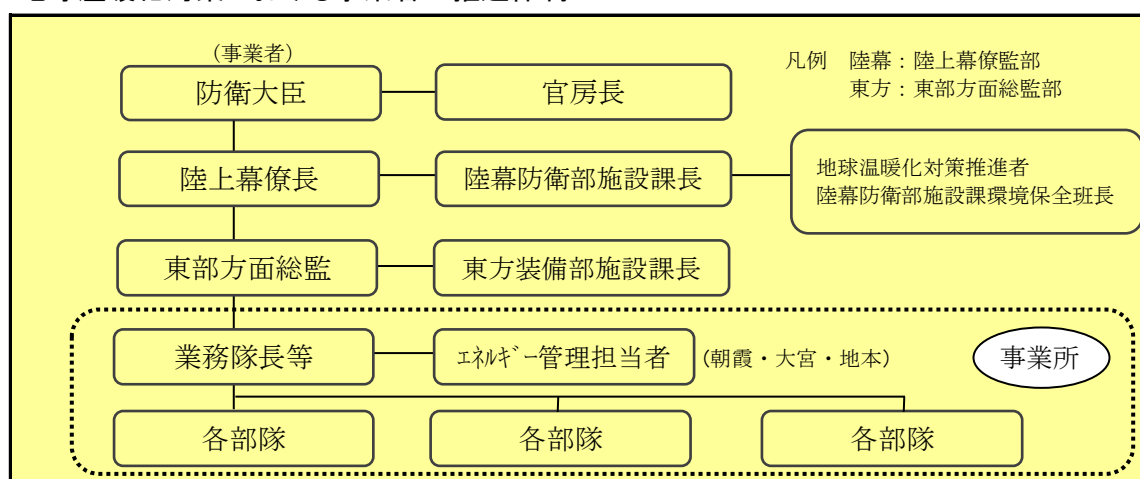 (事業者)
防衛大臣
官房長
凡例 陸幕:陸上幕僚監部
東方:東部方面総監部
陸上幕僚長
陸幕防衛部施設課長
地球温暖化対策推進者
陸幕防衛部施設課環境保全班長
東部方面総監
東方装備部施設課長
業務隊長等
エネルギー管理担当者
(朝霞・大宮・地本)
事業所
各部隊
各部隊
各部隊